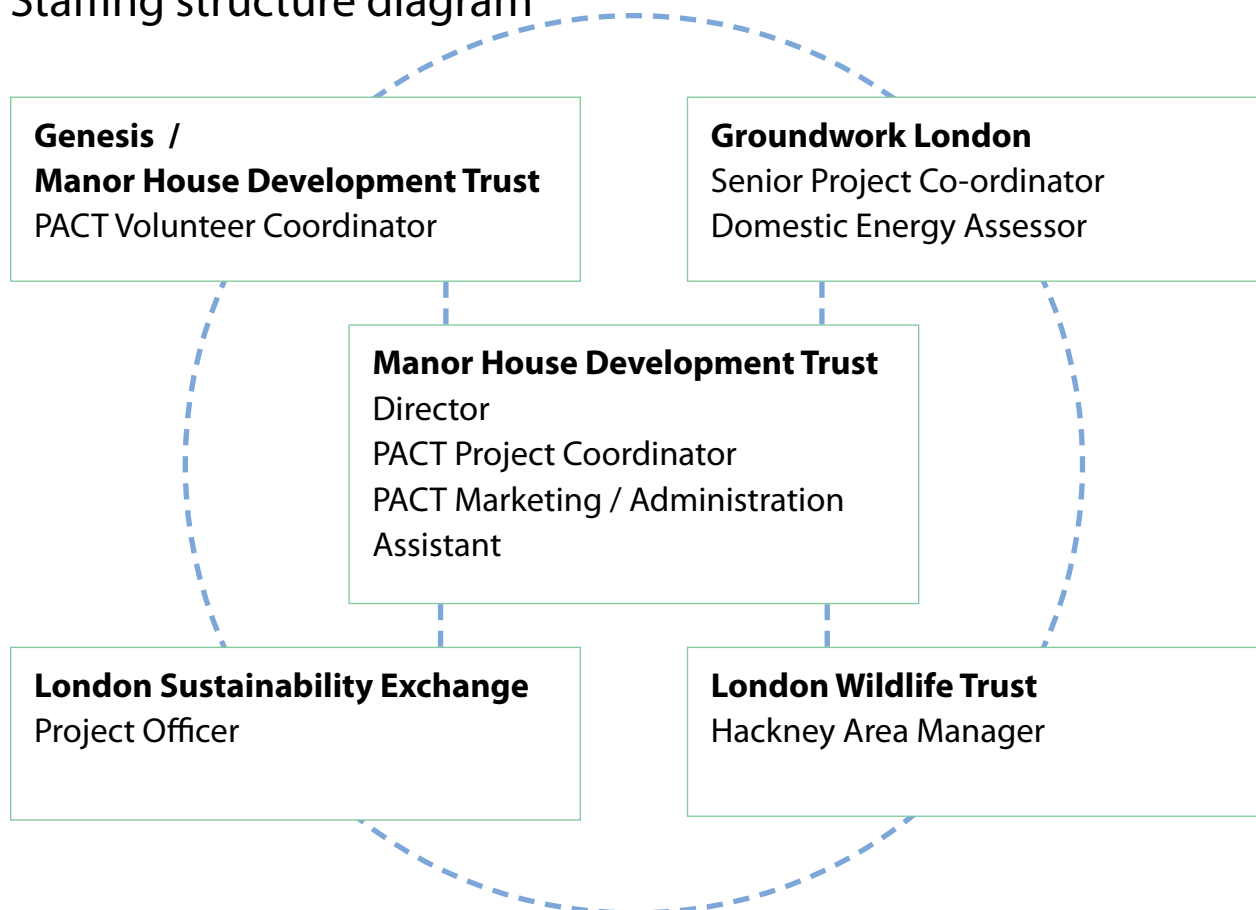 Staffing structure diagram
Genesis /
Manor House Development Trust
PACT Volunteer Coordinator
Groundwork London
Senior Project Co-ordinator
Domestic Energy Assessor
Manor House Development Trust
Director
PACT Project Coordinator
PACT Marketing / Administration
Assistant
London Sustainability Exchange
Project Officer
London Wildlife Trust
Hackney Area Manager